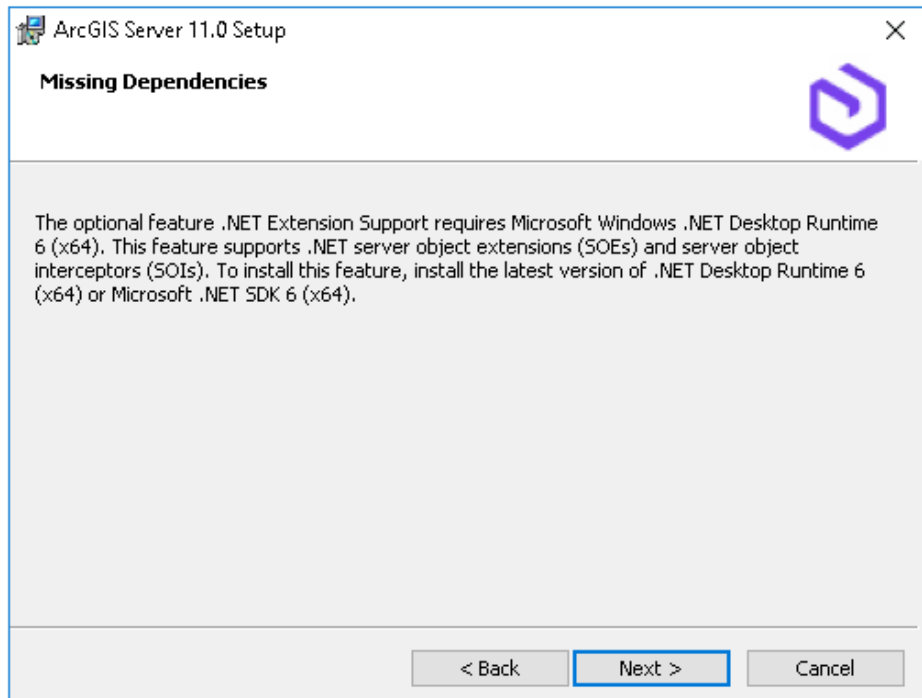 ArcGIS Server 11.0 Setup
Missing Dependencies
The optional feature .NET Extension Support requires Microsoft Windows .NET Desktop Runtime
6 (x64). This feature supports .NET server object extensions (SOEs) and server object
interceptors (SOIs). To install this feature, install the latest version of .NET Desktop Runtime 6
(x64) or Microsoft .NET SDK 6 (x64).
< Back Next > Cancel